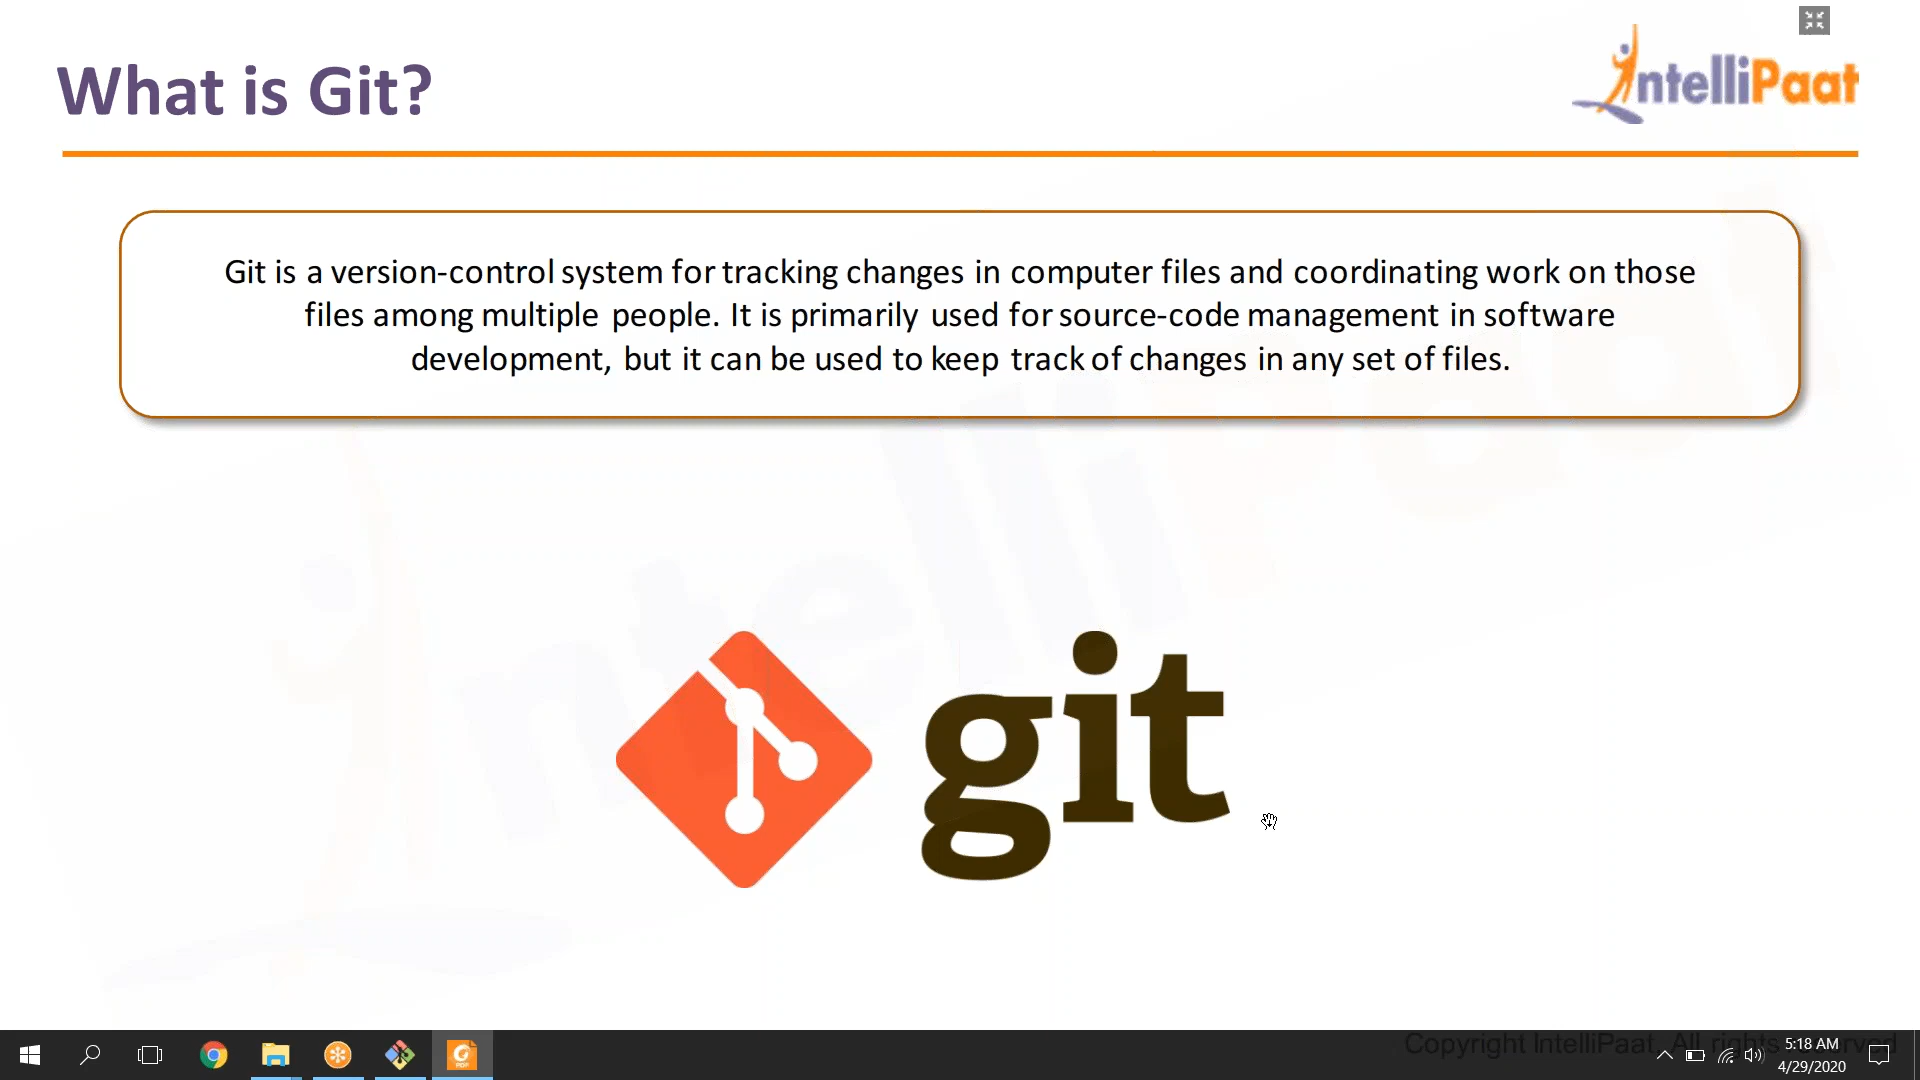 What is Git?
IntelliPaat
Git is a version-control system for tracking changes in computer files and coordinating work on those
files among multiple people. It is primarily used for source-code management in software
development, but it can be used to keep track of changes in any set of files.
git
Copyright IntelliPaat. All rights reserved
5:18 AM
4/29/2020